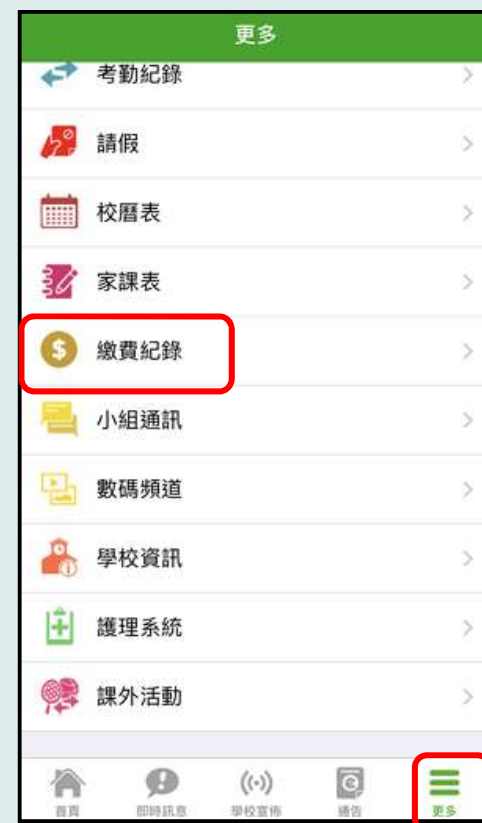 更多
考勤紀錄
請假
校曆表
家課表
繳費紀錄
小組通訊
數碼頻道
學校資訊
護理系統
課外活動
首頁 即時訊息 學校宣佈 通告 更多